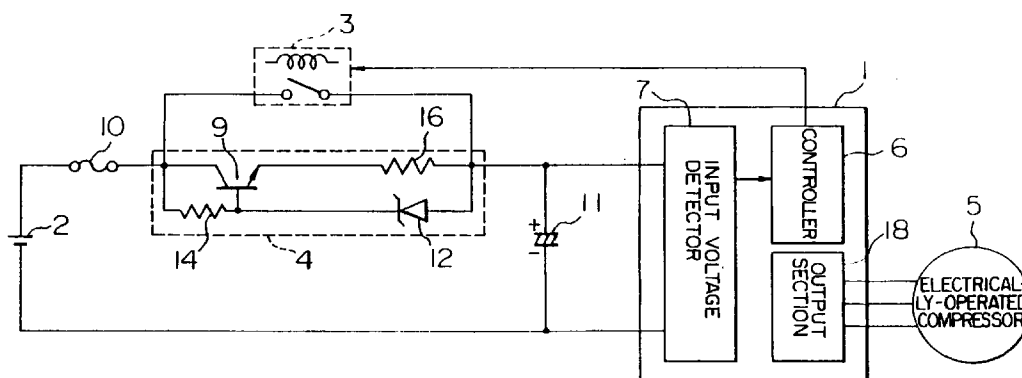 3
1
7
9
16
10
6
CONTROLLER
INPUT VOLTAGE
DETECTOR
2
+
-
11
5
18
14
4
12
OUTPUT
SECTION
ELECTRICAL-
LY-OPERATED
COMPRESSOR